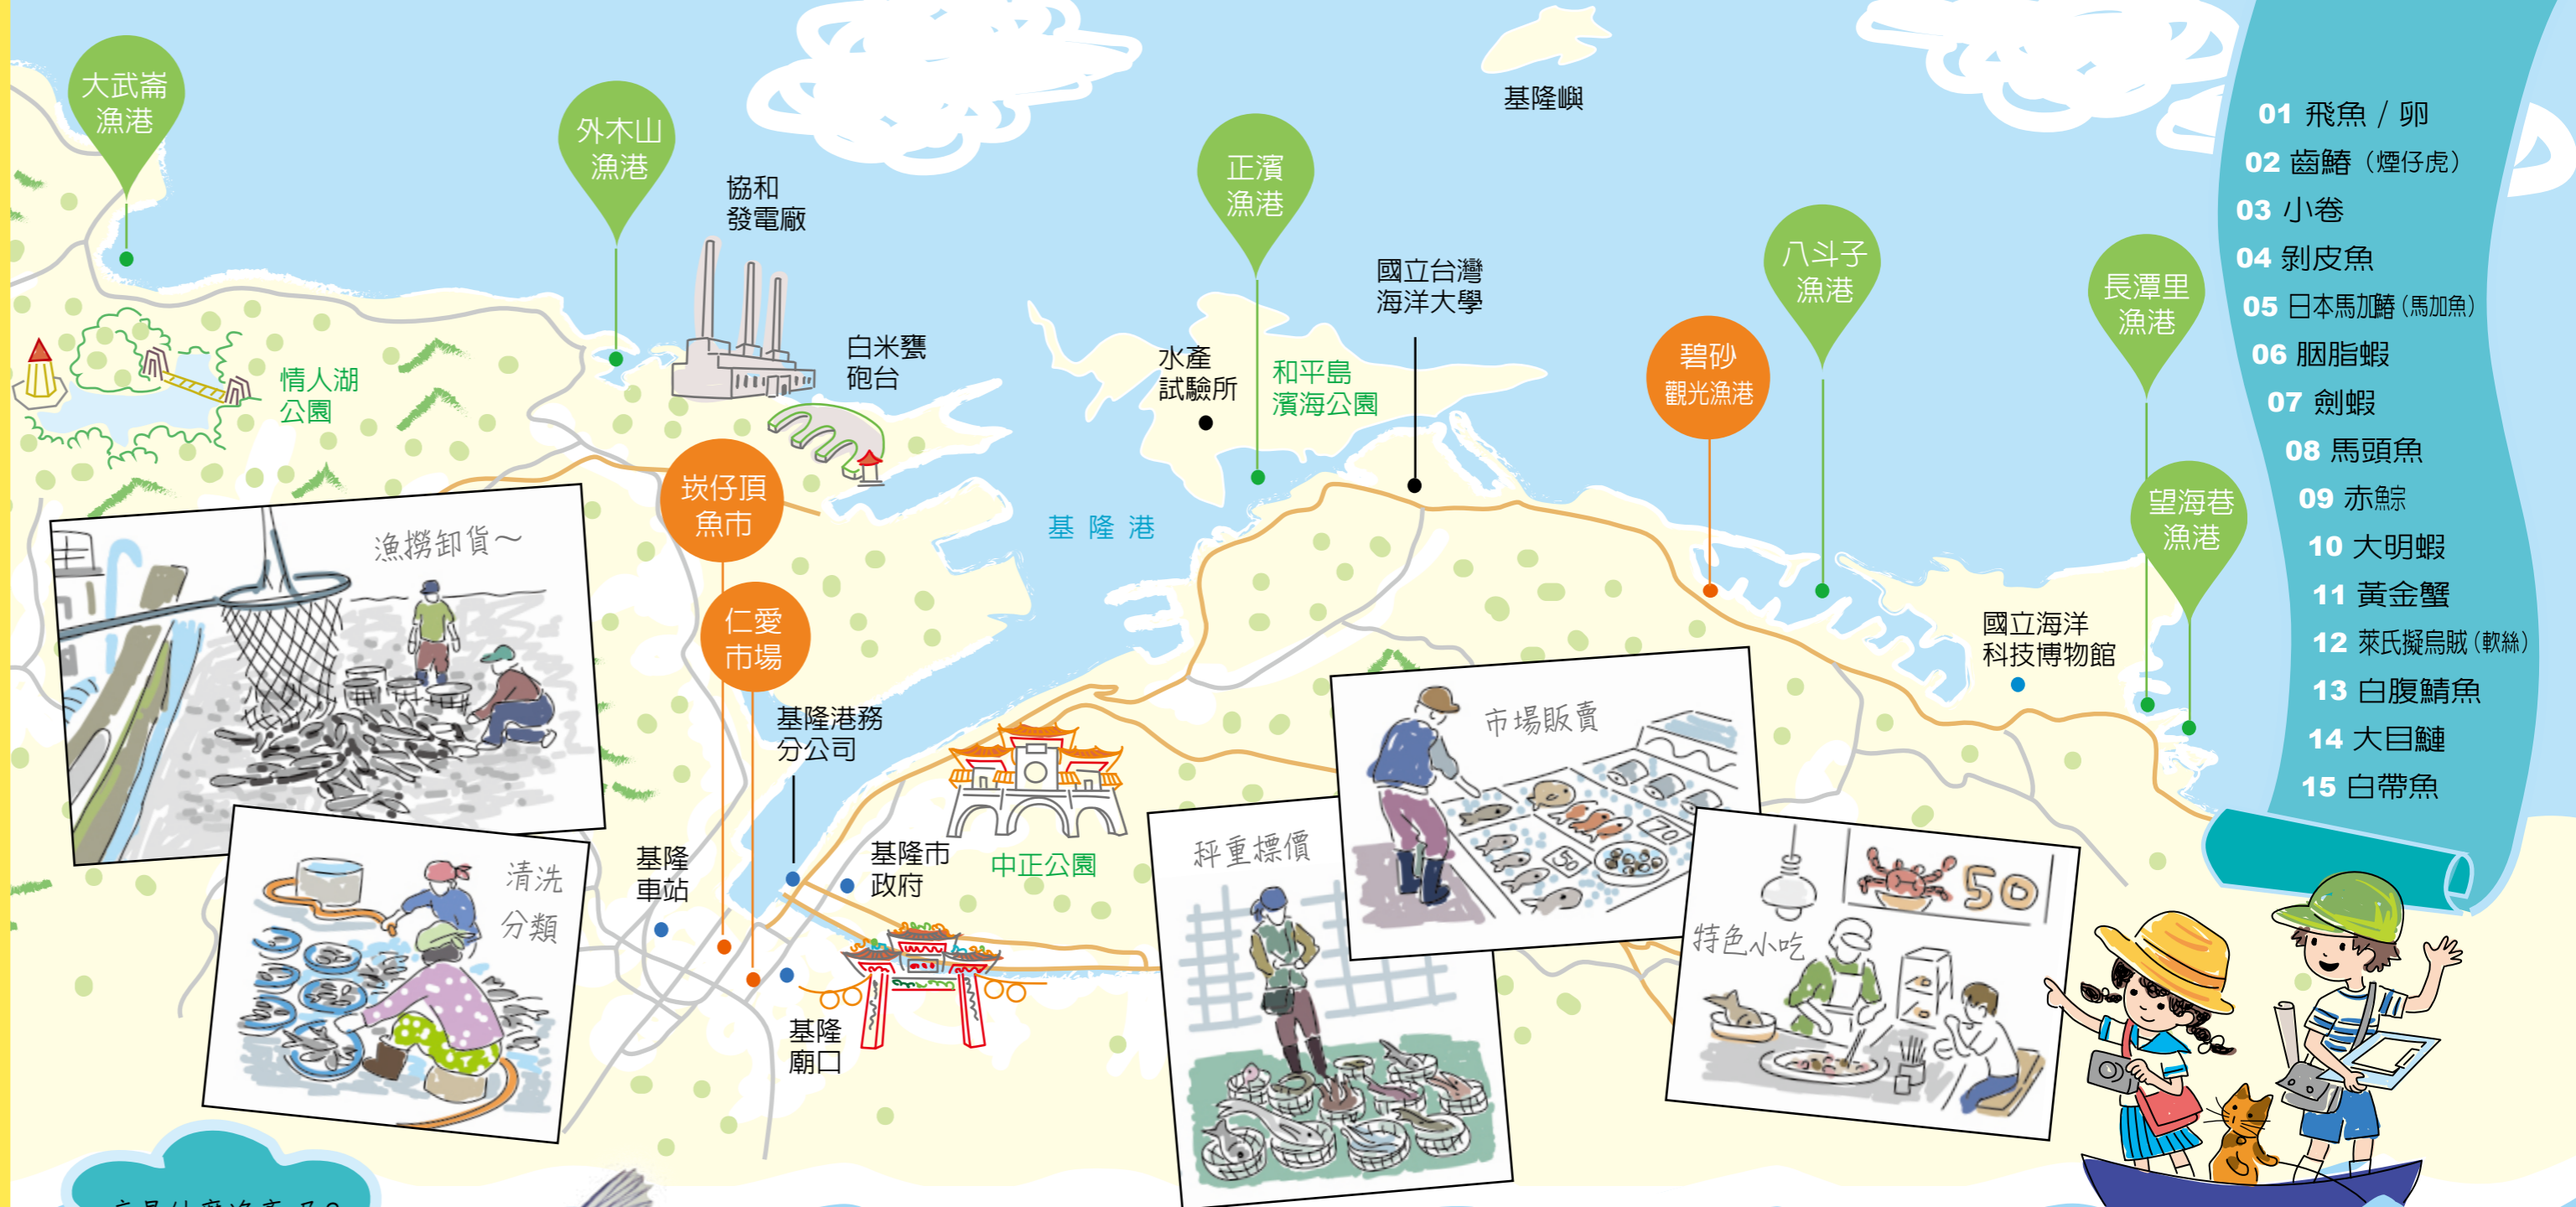 大武崙
漁港
外木山
漁港
協和
發電廠
白米甕
砲台
情人湖
公園
正濱
漁港
基隆嶼
水產
試驗所
和平島
濱海公園
國立台灣
海洋大學
碧砂
觀光漁港
八斗子
漁港
長潭里
漁港
望海巷
漁港
國立海洋
科技博物館
崁仔頂
魚市
仁愛
市場
基隆港
基隆港務
分公司
基隆
車站
基隆市
政府
中正公園
基隆
廟口
漁撈卸貨～
清洗
分類
秤重標價
市場販賣
70
50
特色小吃
50
01 飛魚 / 卵
02 齒鰆（煙仔虎）
03 小卷
04 剝皮魚
05 日本馬加鰆（馬加魚）
06 胭脂蝦
07 劍蝦
08 馬頭魚
09 赤鯮
10 大明蝦
11 黃金蟹
12 萊氏擬烏賊（軟絲）
13 白腹鯖魚
14 大目鰱
15 白帶魚